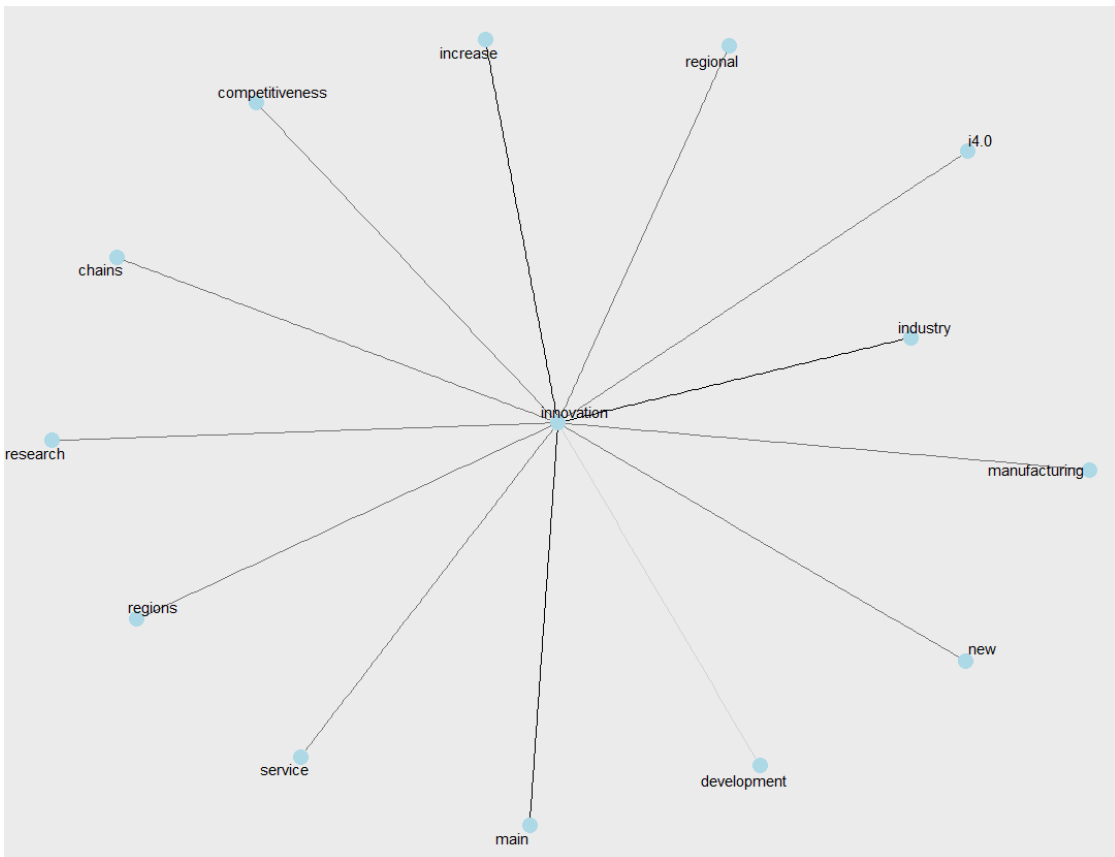 increase
regional
competitiveness
i4.0
chains
industry
innovation
research
manufacturing
regions
new
service
development
main